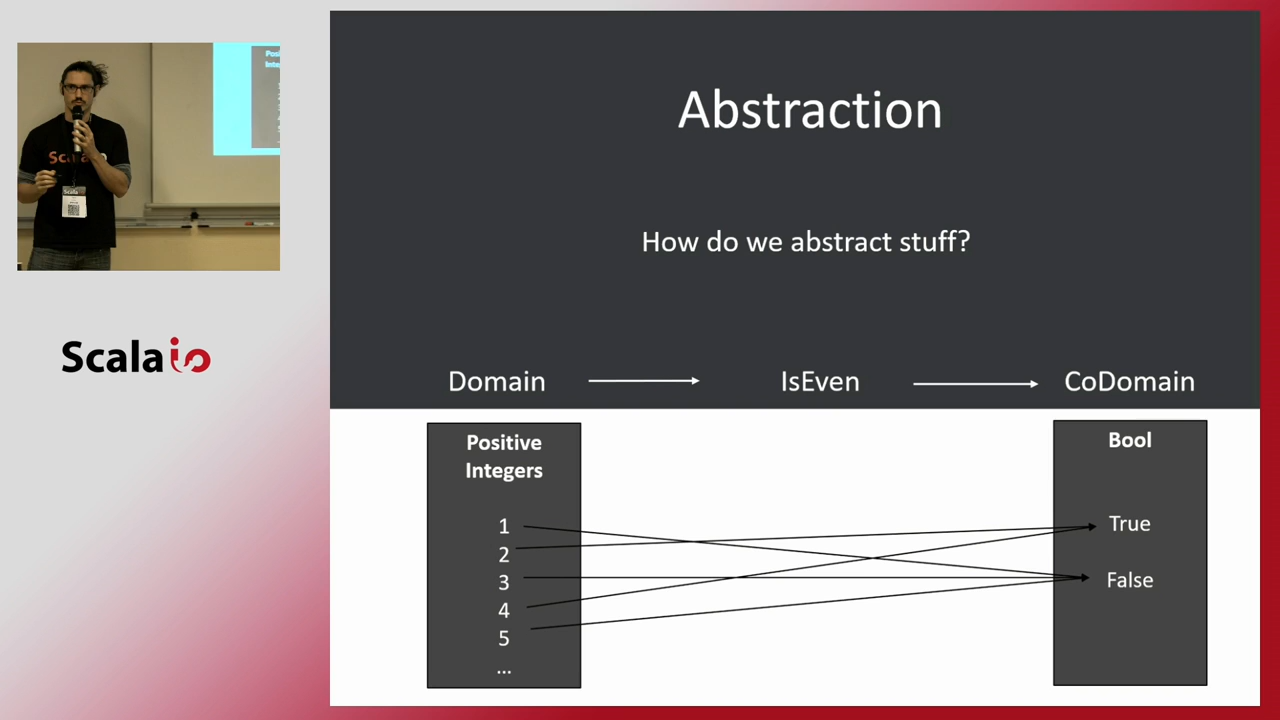 Abstraction
How do we abstract stuff?
Domain
IsEven
CoDomain
Positive
Integers
1
2
3
4
5
...
Bool
True
False
Scala
Scalaio